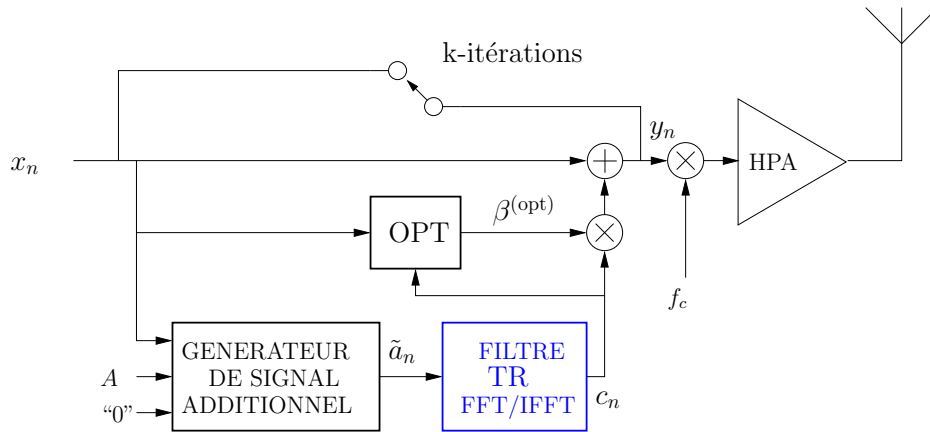 k-itérations
x_n
y_n
HPA
β^(opt)
OPT
f_c
GENERATEUR
DE SIGNAL
ADDITIONNEL
A
“0”
ã_n
FILTRE
TR
FFT/IFFT
c_n